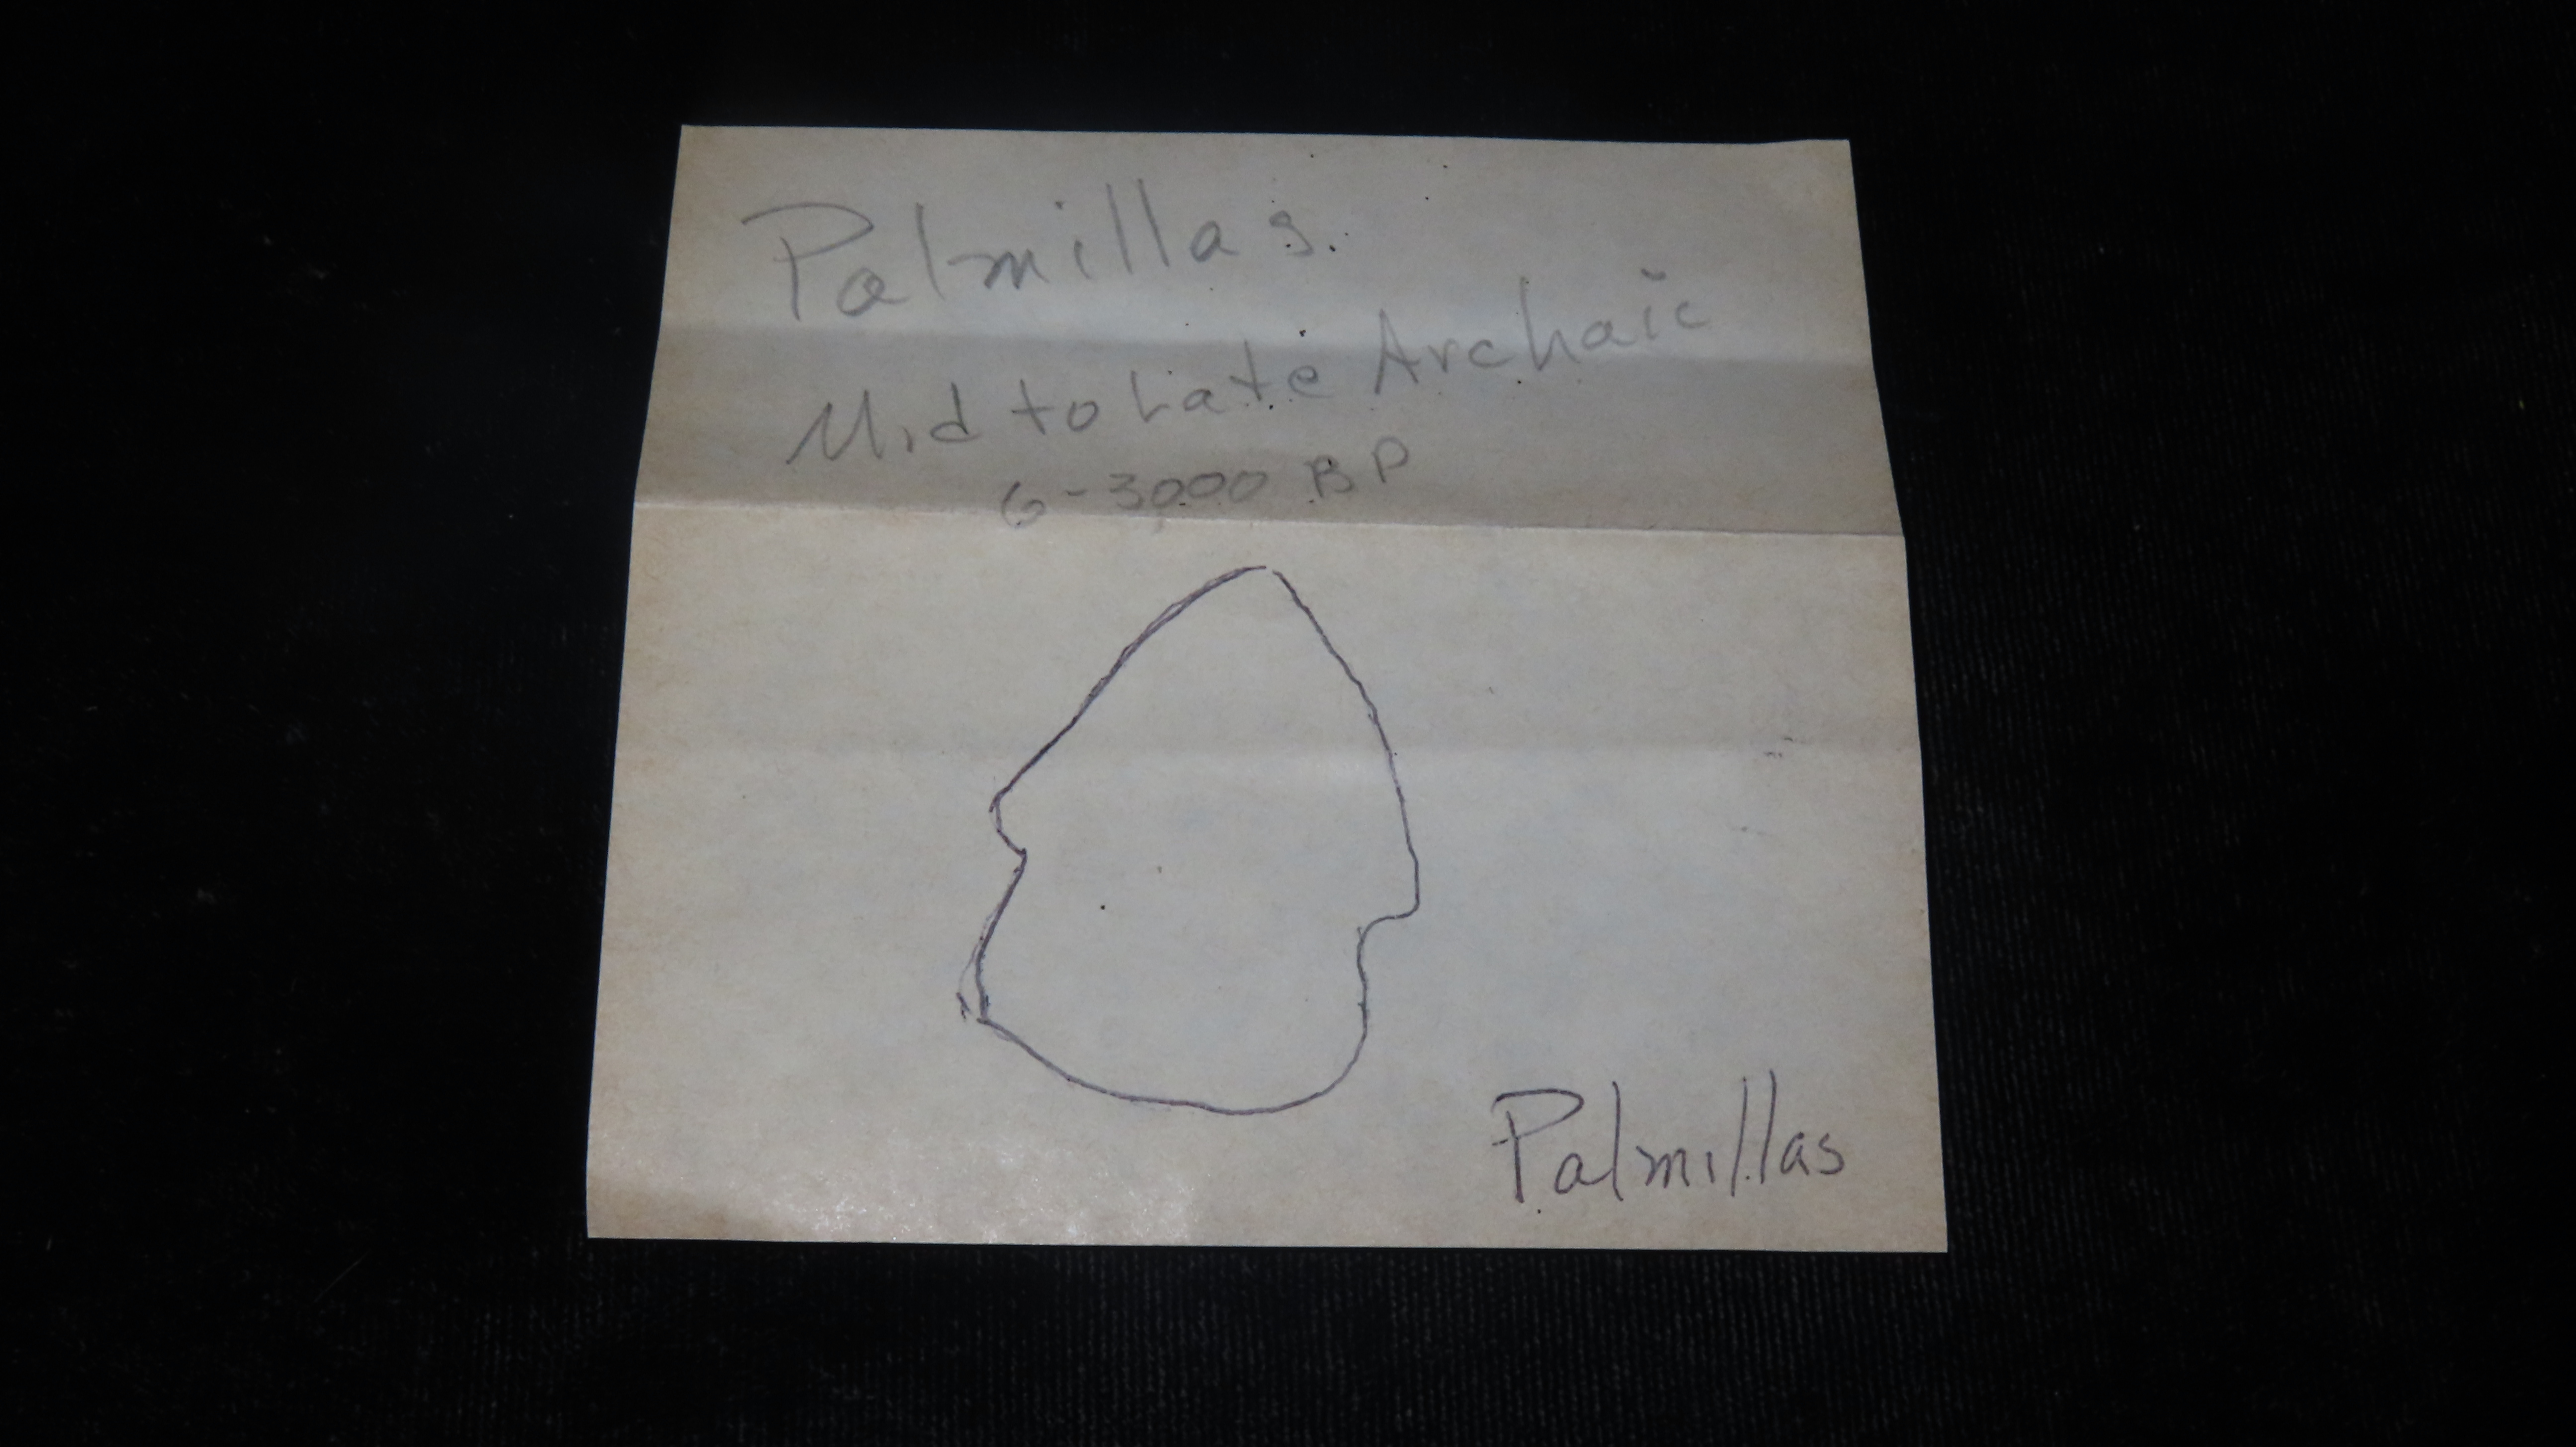 Palmillas.
Mid to Late Archaic
6-3000 BP
Palmillas